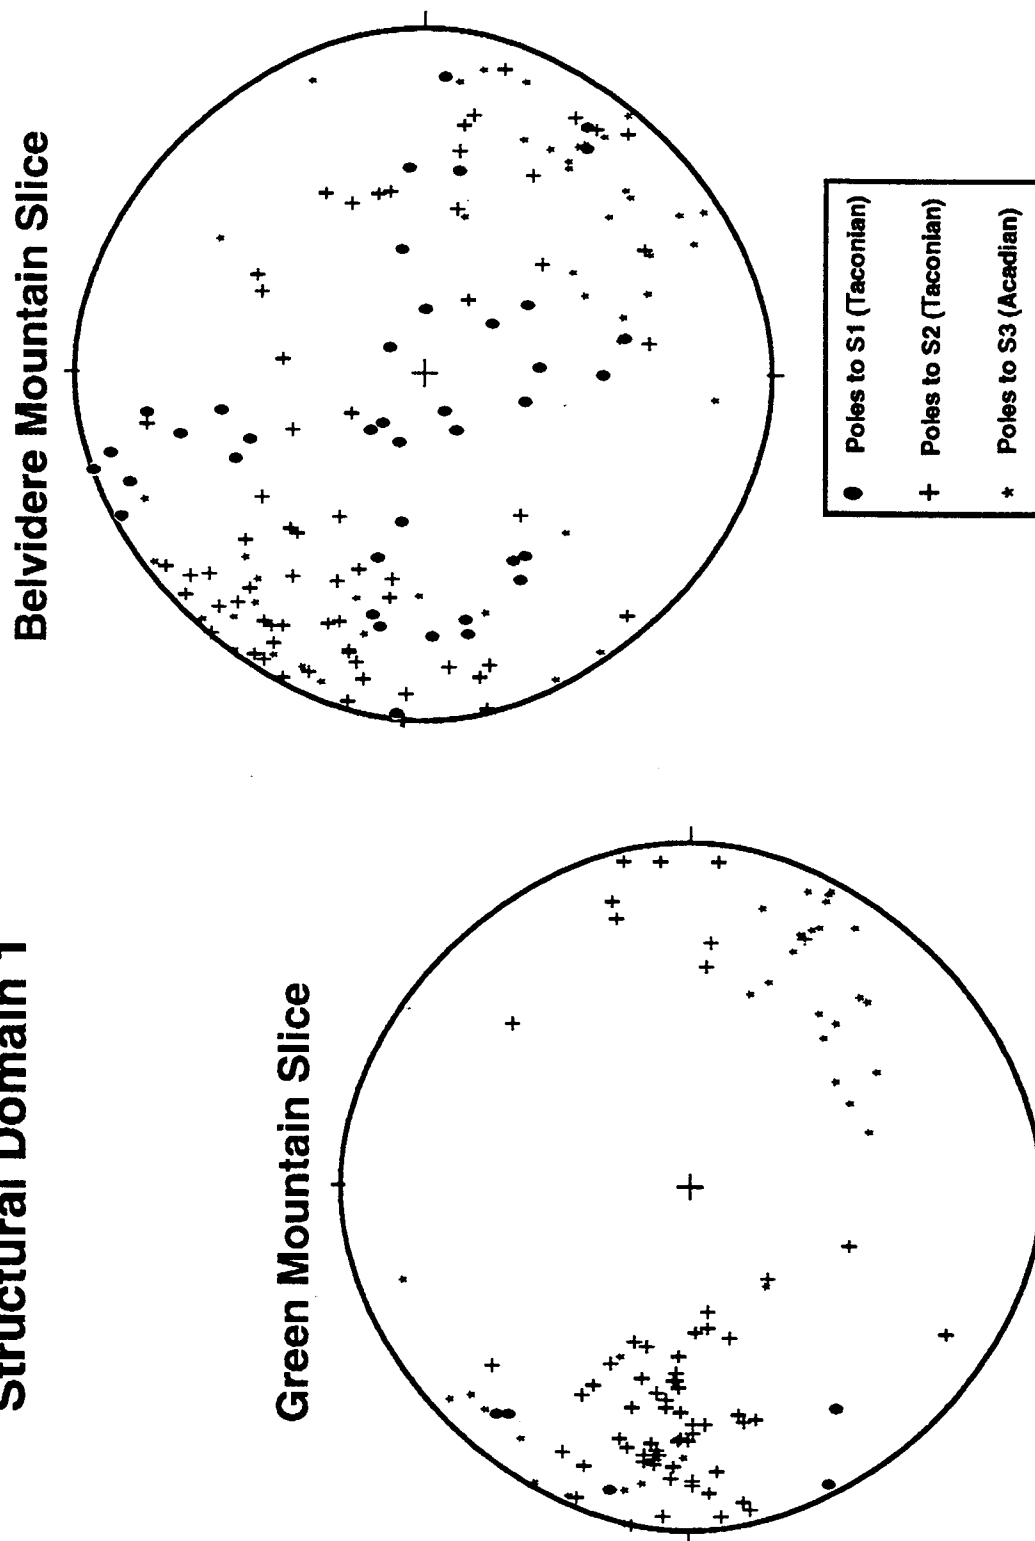 Structural Domain 1
Green Mountain Slice
Belvidere Mountain Slice
Poles to S1 (Taconian)
Poles to S2 (Taconian)
Poles to S3 (Acadian)